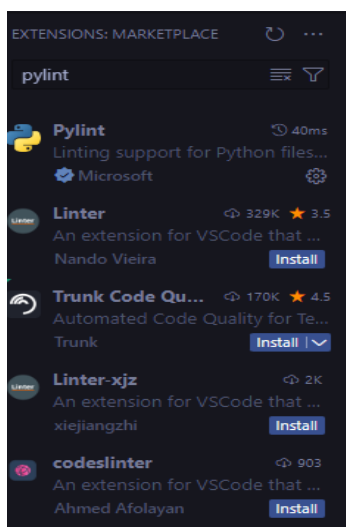 EXTENSIONS: MARKETPLACE
pylint
Pylint 40ms
Linting support for Python files...
Microsoft
Linter 329K 3.5
An extension for VSCode that ...
Nando Vieira Install
Trunk Code Qu... 170K 4.5
Automated Code Quality for Te...
Trunk Install
Linter-xjz 2K
An extension for VSCode that ...
xiejiangzhi Install
codeslinter 903
An extension for VSCode that ...
Ahmed Afolayan Install